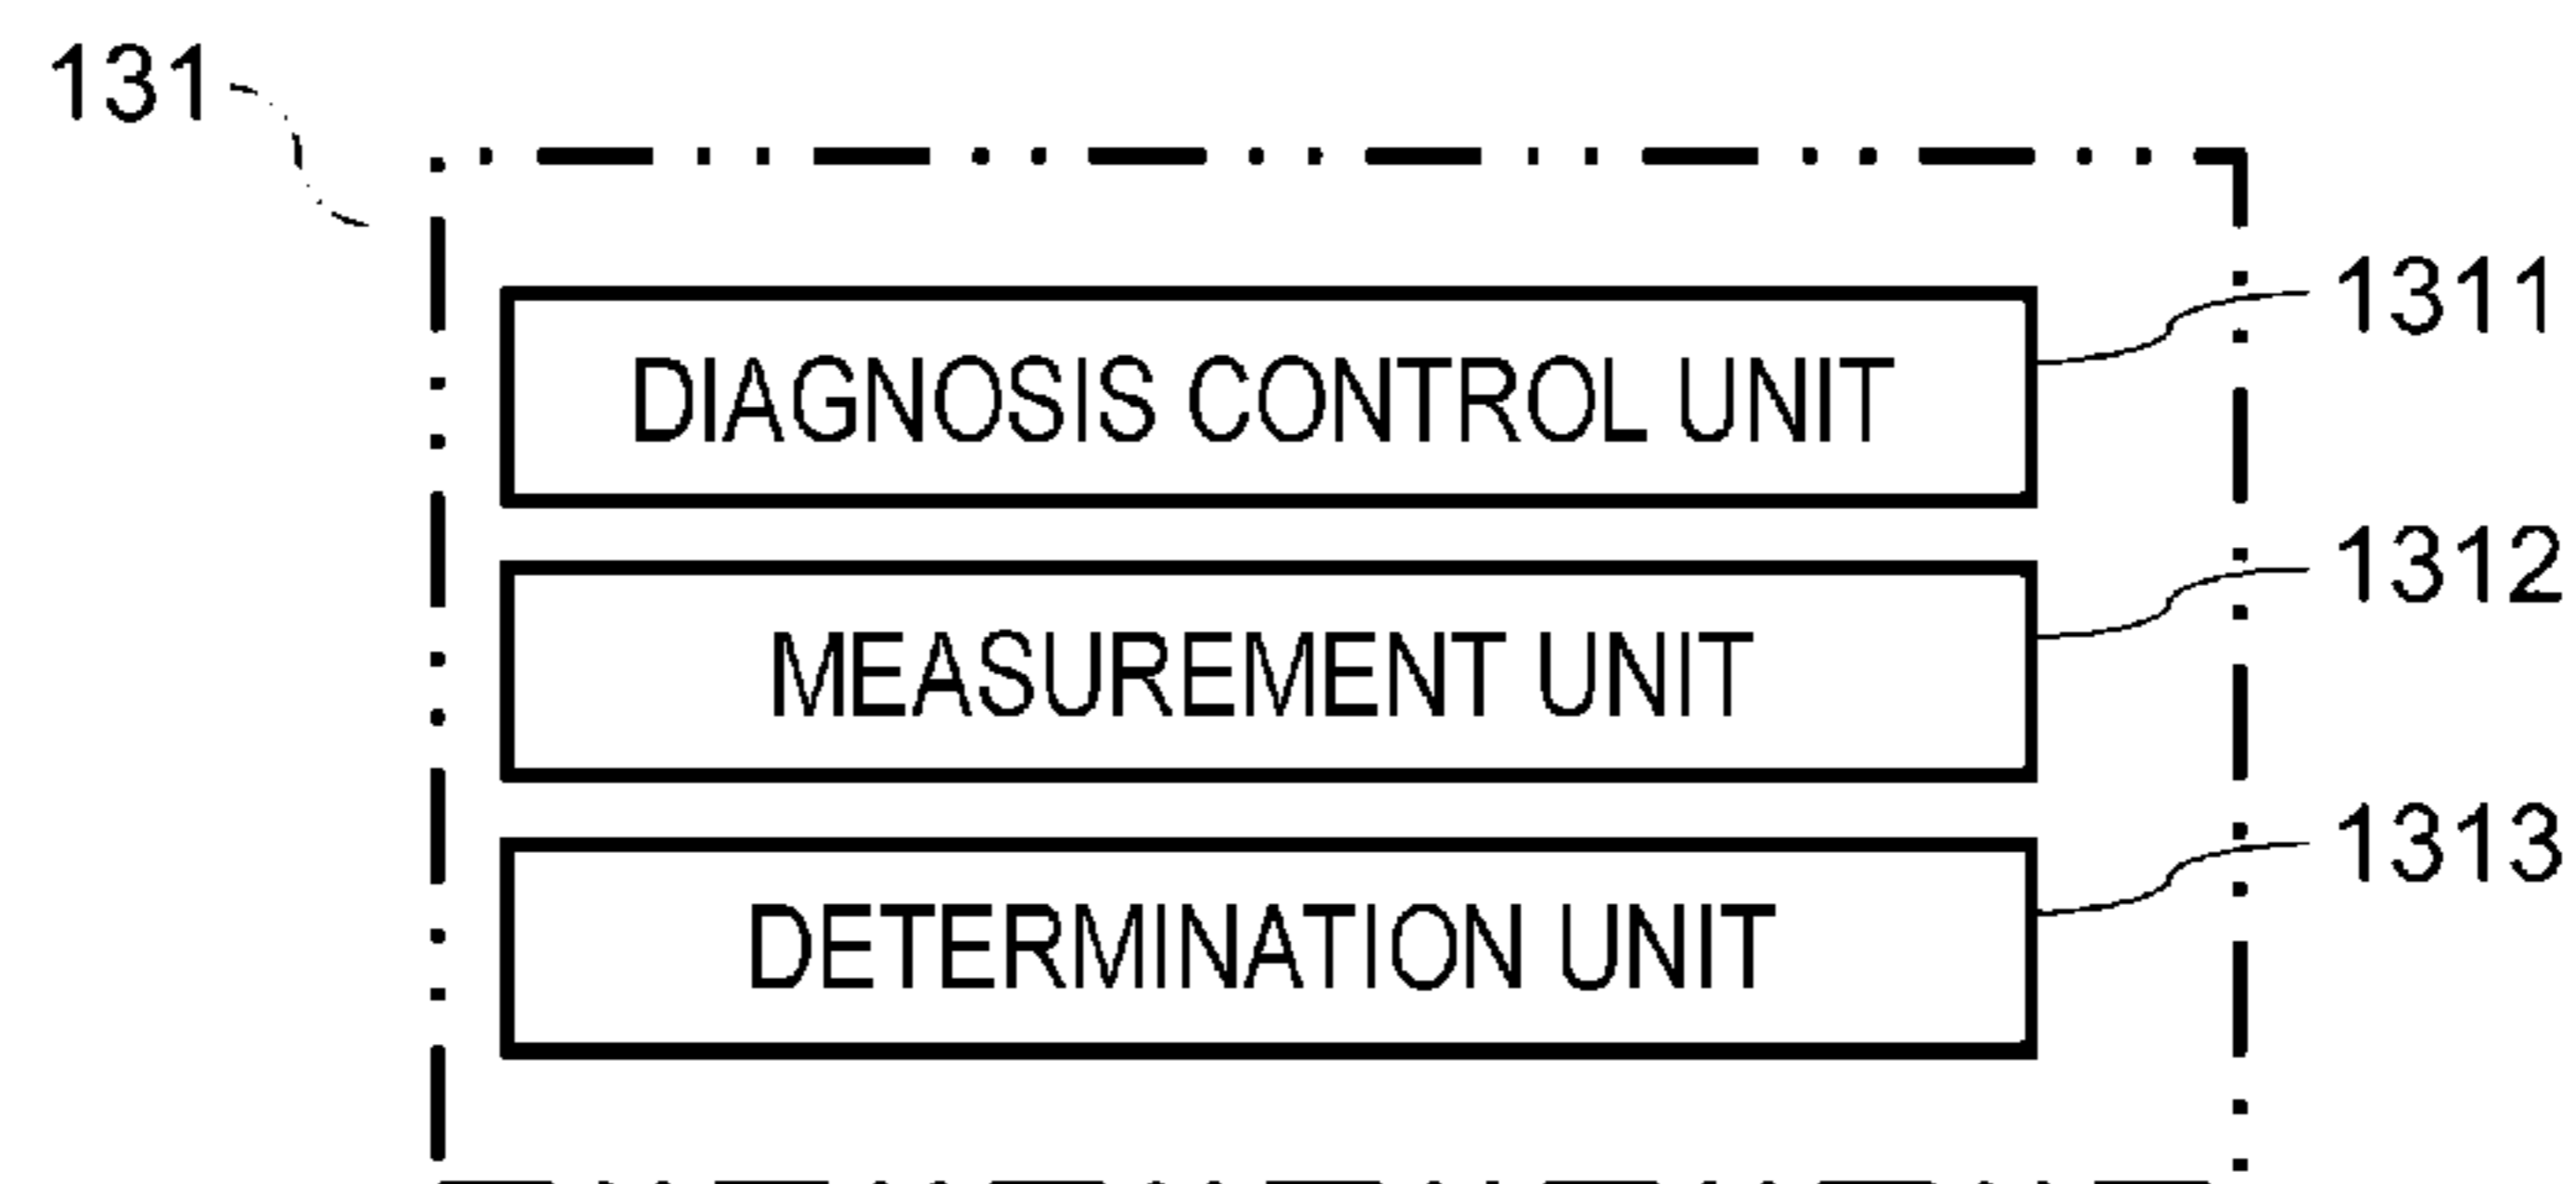 131
DIAGNOSIS CONTROL UNIT
1311
MEASUREMENT UNIT
1312
DETERMINATION UNIT
1313